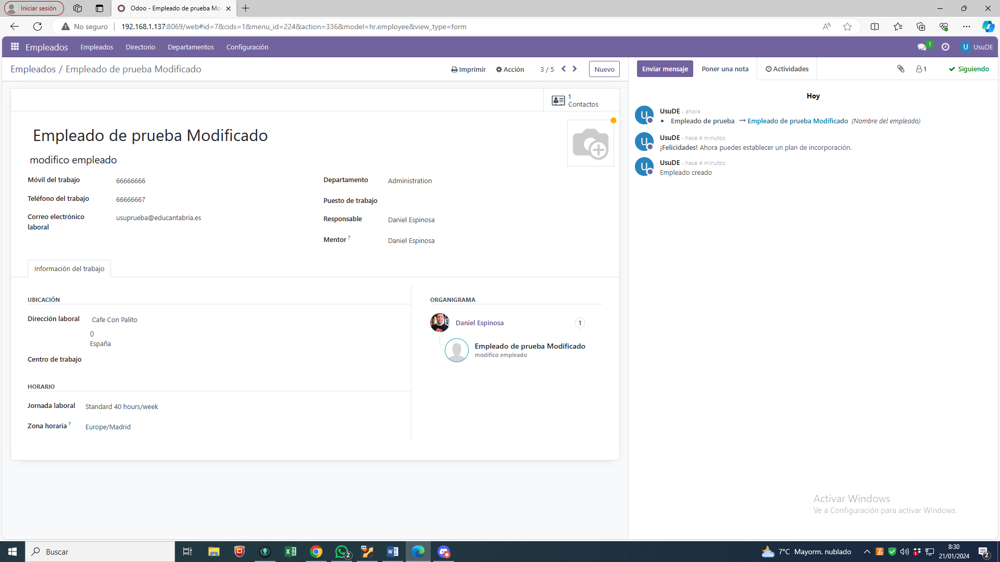 Iniciar sesión
Odoo - Empleado de prueba Mo
No seguro
192.168.1.137:8069/web#id=7&cids=1&menu_id=224&action=336&model=hr.employee&view_type=form
Empleados
Empleados
Directorio
Departamentos
Configuración
1
U
UsuDE
Empleados / Empleado de prueba Modificado
Imprimir
Acción
3 / 5
Nuevo
Enviar mensaje
Poner una nota
Actividades
1
Siguiendo
1
Contactos
Empleado de prueba Modificado
modifico empleado
Móvil del trabajo
66666666
Teléfono del trabajo
66666667
Correo electrónico
laboral
usuprueba@educantabria.es
Departamento
Administration
Puesto de trabajo
Responsable
Daniel Espinosa
Mentor ?
Daniel Espinosa
Información del trabajo
UBICACIÓN
Dirección laboral
Cafe Con Palito
()
España
Centro de trabajo
HORARIO
Jornada laboral
Standard 40 hours/week
Zona horaria ?
Europe/Madrid
ORGANIGRAMA
Daniel Espinosa
1
Empleado de prueba Modificado
modifico empleado
Hoy
U
UsuDE - ahora
• Empleado de prueba → Empleado de prueba Modificado (Nombre del empleado)
U
UsuDE - hace 4 minutos
¡Felicidades! Ahora puedes establecer un plan de incorporación.
U
UsuDE - hace 4 minutos
Empleado creado
Activar Windows
Ve a Configuración para activar Windows.
Buscar
2
7°C Mayorm. nublado
8:30
21/01/2024
2